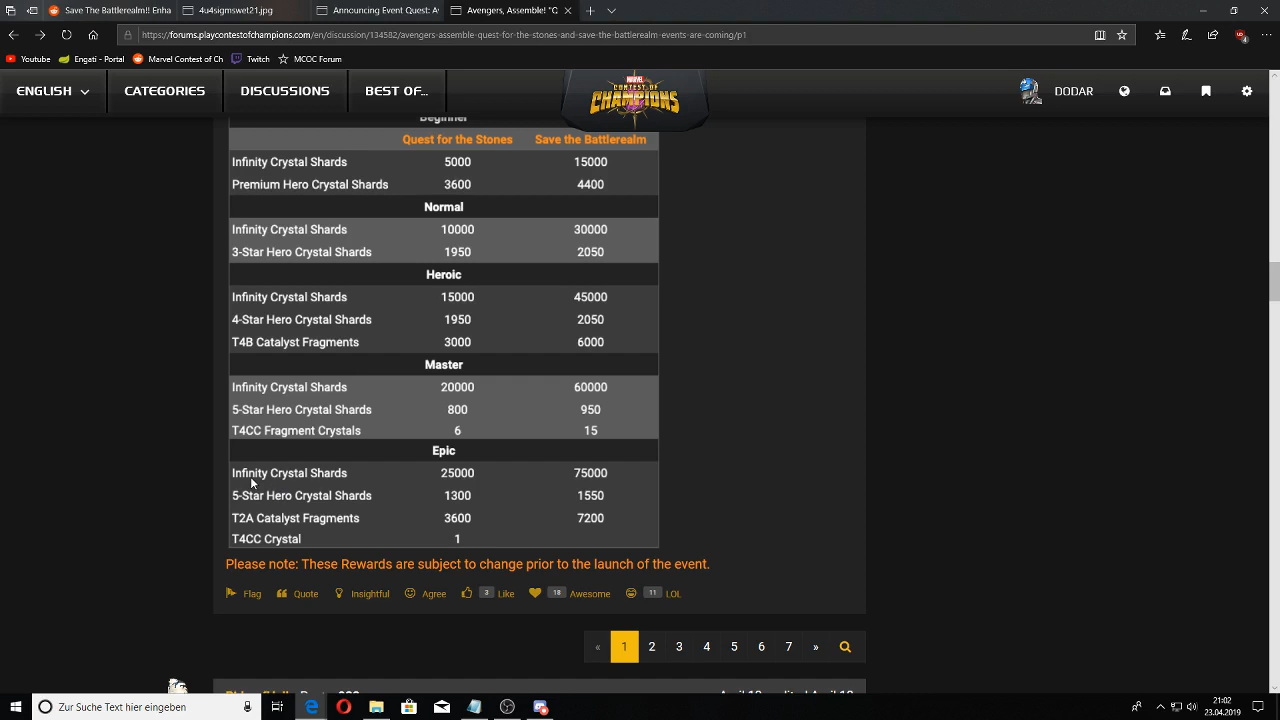 Save The Battlerealm!! Enha
4u4sigmswet21.jpg
Announcing Event Quest: A
Avengers, Assemble! "C
https://forums.playcontestofchampions.com/en/discussion/134582/avengers-assemble-quest-for-the-stones-and-save-the-battlerealm-events-are-coming/p1
Youtube Engati - Portal Marvel Contest of Ch Twitch MCOC Forum
ENGLISH CATEGORIES DISCUSSIONS BEST OF... MARVEL CONTEST OF CHAMPIONS DODAR
Beginner
Quest for the Stones Save the Battlerealm
Infinity Crystal Shards 5000 15000
Premium Hero Crystal Shards 3600 4400
Normal
Infinity Crystal Shards 10000 30000
3-Star Hero Crystal Shards 1950 2050
Heroic
Infinity Crystal Shards 15000 45000
4-Star Hero Crystal Shards 1950 2050
T4B Catalyst Fragments 3000 6000
Master
Infinity Crystal Shards 20000 60000
5-Star Hero Crystal Shards 800 950
T4CC Fragment Crystals 6 15
Epic
Infinity Crystal Shards 25000 75000
5-Star Hero Crystal Shards 1300 1550
T2A Catalyst Fragments 3600 7200
T4CC Crystal 1
Please note: These Rewards are subject to change prior to the launch of the event.
Flag Quote Insightful Agree 3 Like 18 Awesome 11 LOL
« 1 2 3 4 5 6 7 »
Zur Suche Text hier eingeben
21:02
23.04.2019